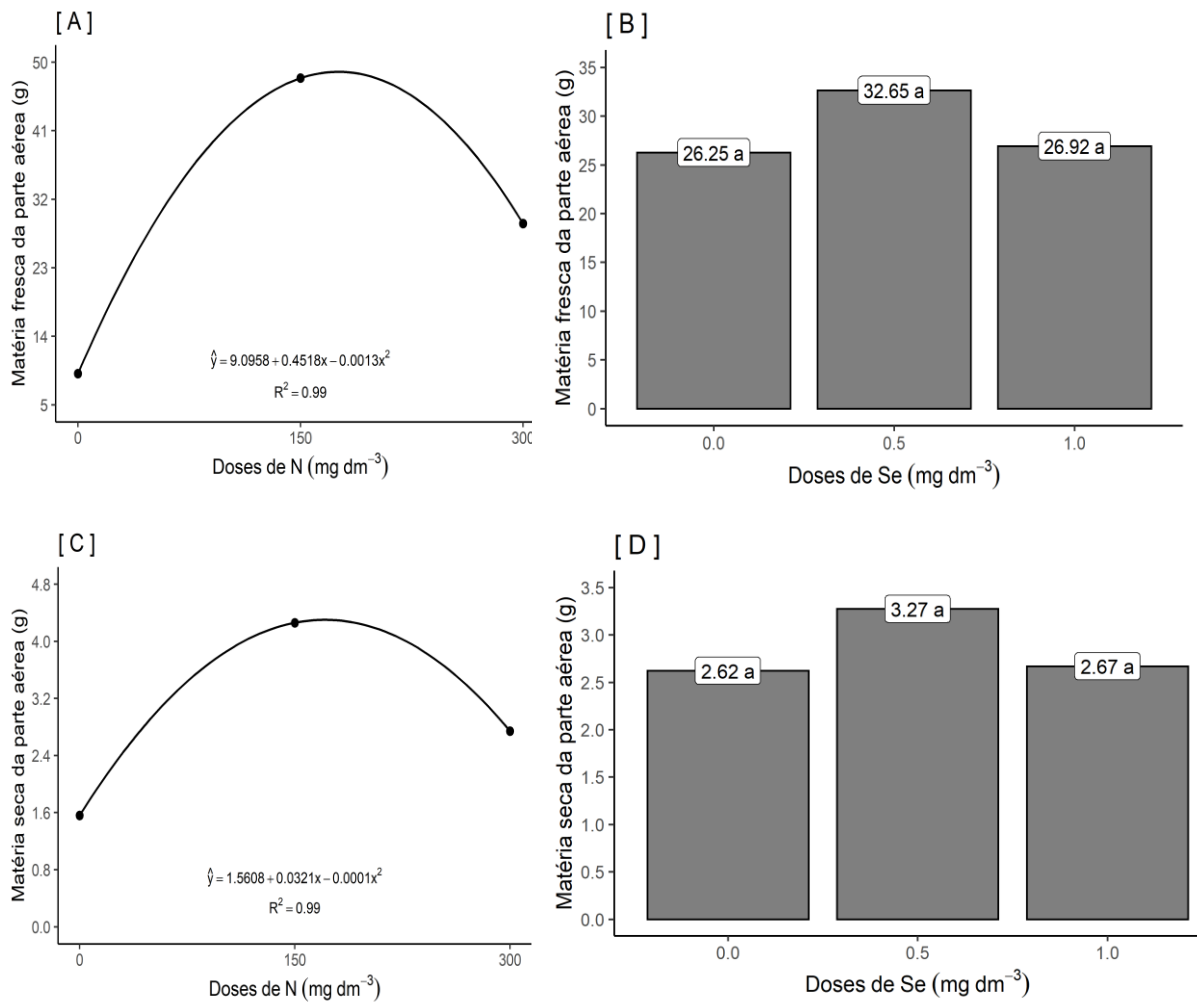 [ A ]
Matéria fresca da parte aérea (g)
50
41
32
23
14
5
ŷ = 9.0958 + 0.4518x − 0.0013x²
R² = 0.99
0
150
300
Doses de N (mg dm⁻³)
[ B ]
Matéria fresca da parte aérea (g)
35
30
25
20
15
10
5
0
26.25 a
32.65 a
26.92 a
0.0
0.5
1.0
Doses de Se (mg dm⁻³)
[ C ]
Matéria seca da parte aérea (g)
4.8
4.0
3.2
2.4
1.6
0.8
0.0
ŷ = 1.5608 + 0.0321x − 0.0001x²
R² = 0.99
0
150
300
Doses de N (mg dm⁻³)
[ D ]
Matéria seca da parte aérea (g)
3.5
3.0
2.5
2.0
1.5
1.0
0.5
0.0
2.62 a
3.27 a
2.67 a
0.0
0.5
1.0
Doses de Se (mg dm⁻³)